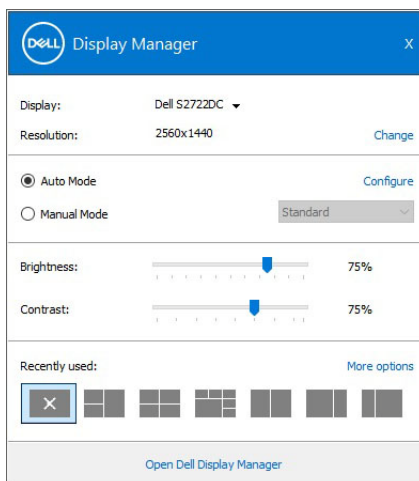 DELL Display Manager X
Display: Dell S2722DC
Resolution: 2560x1440 Change
Auto Mode Configure
Manual Mode Standard
Brightness: 75%
Contrast: 75%
Recently used: More options
Open Dell Display Manager